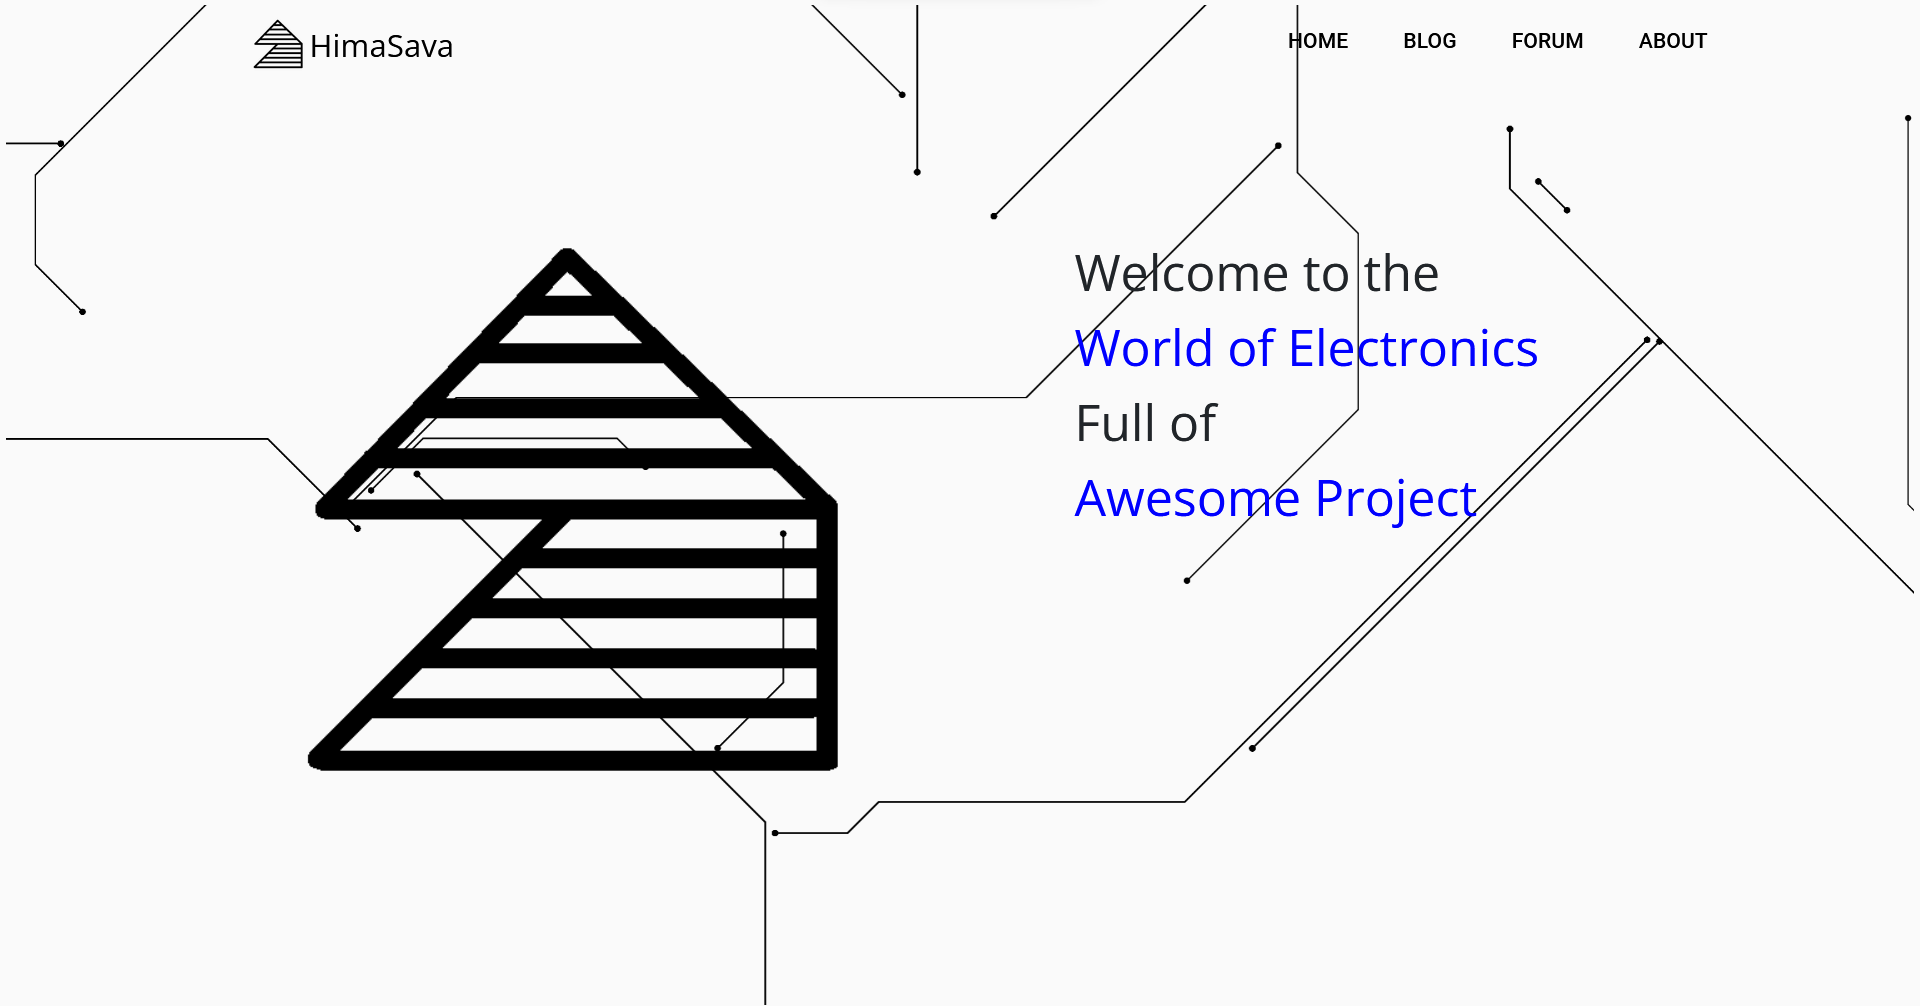 HimaSava
HOME BLOG FORUM ABOUT
Welcome to the
World of Electronics
Full of
Awesome Project